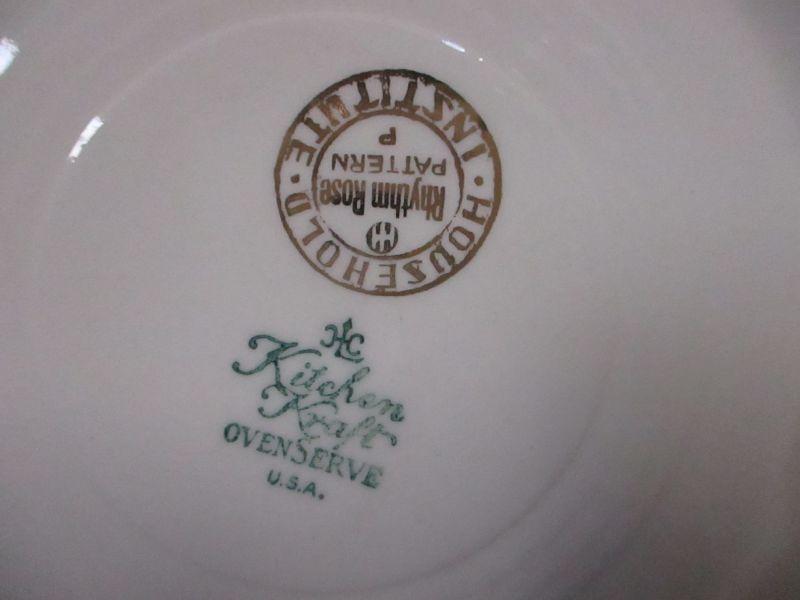 HOUSEHOLD · INSTITUTE ·
H
Rhythm Rose
PATTERN
P
HLC
Kitchen
Kraft
OVENSERVE
U.S.A.